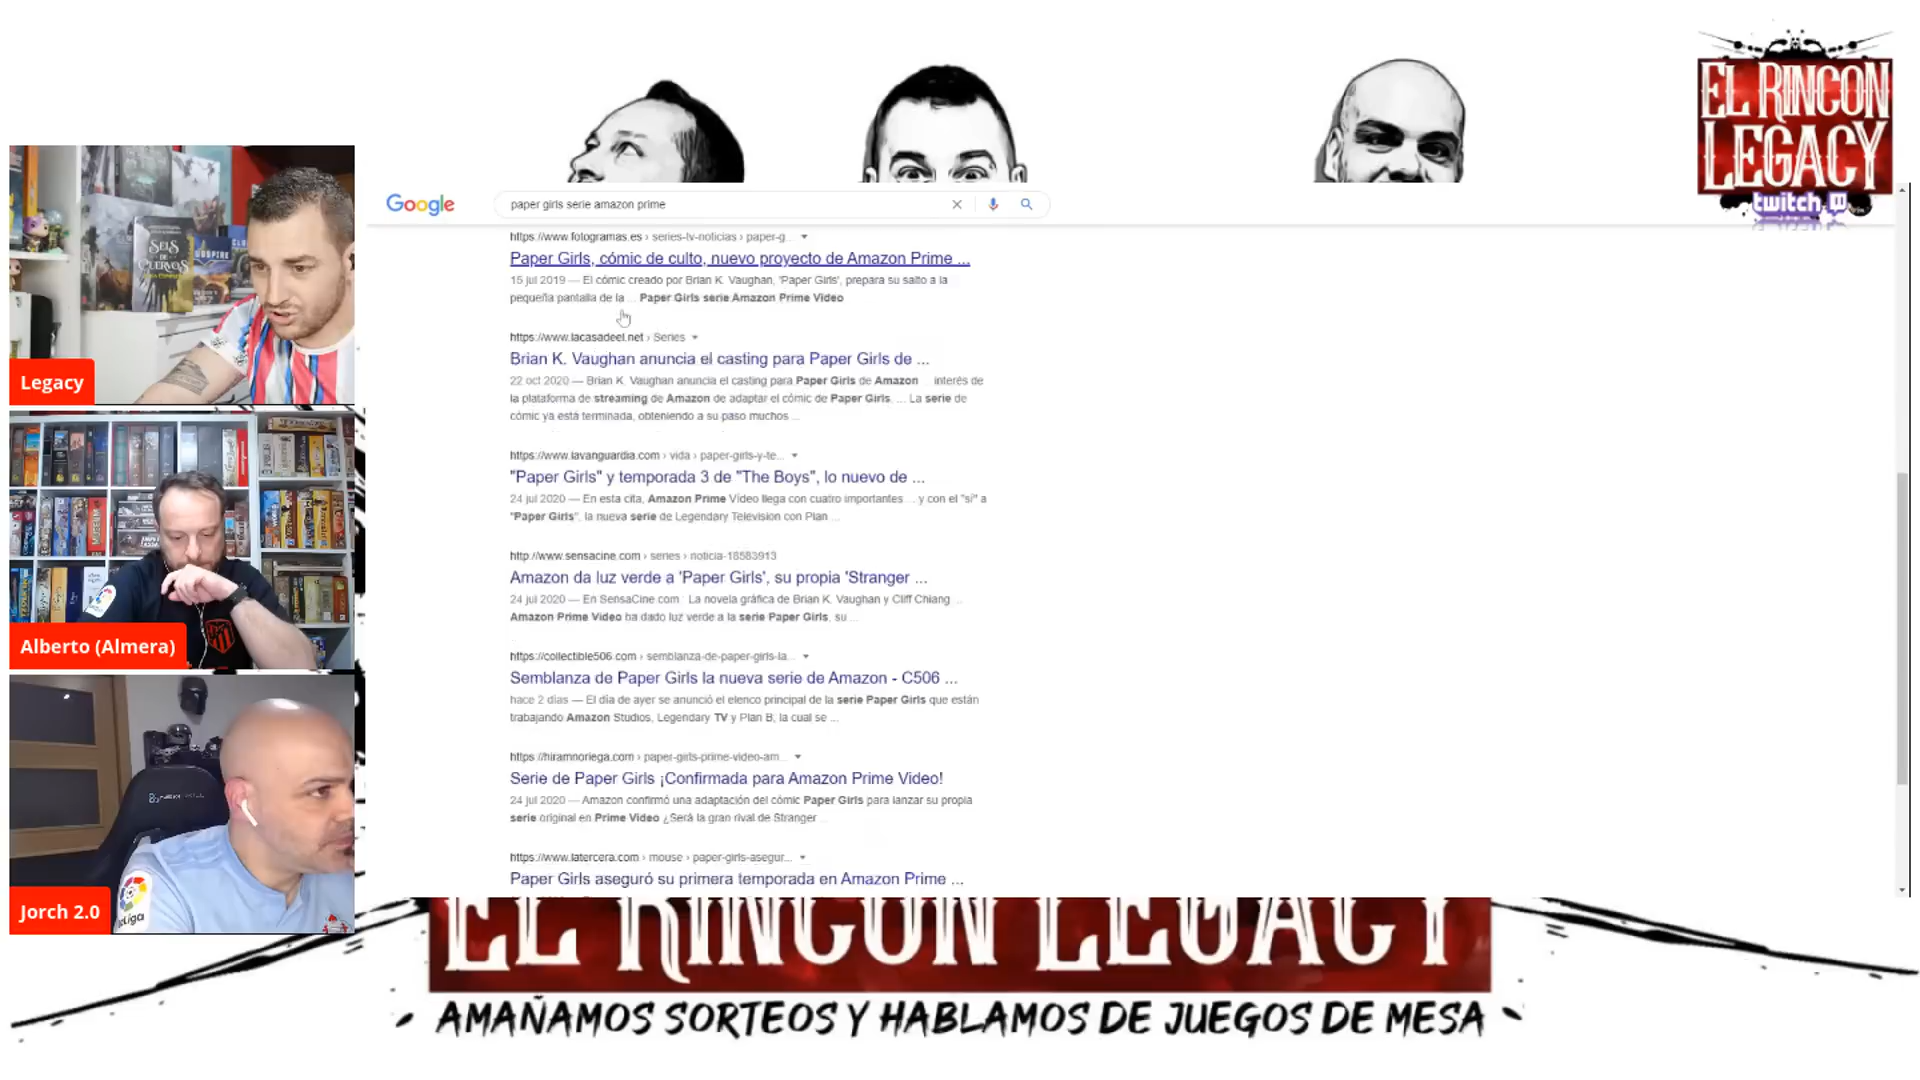 EL RINCON
LEGACY
twitch
Google
paper girls serie amazon prime
https://www.fotogramas.es › series-tv-noticias › paper-g...
Paper Girls, cómic de culto, nuevo proyecto de Amazon Prime ...
15 jul 2019 — El cómic creado por Brian K. Vaughan, 'Paper Girls', prepara su salto a la
pequeña pantalla de la ... Paper Girls serie Amazon Prime Video
https://www.lacasadeel.net › Series
Brian K. Vaughan anuncia el casting para Paper Girls de ...
22 oct 2020 — Brian K. Vaughan anuncia el casting para Paper Girls de Amazon ... interés de
la plataforma de streaming de Amazon de adaptar el cómic de Paper Girls. ... La serie de
cómic ya está terminada, obteniendo a su paso muchos ...
https://www.lavanguardia.com › vida › paper-girls-y-te...
"Paper Girls" y temporada 3 de "The Boys", lo nuevo de ...
24 jul 2020 — En esta cita, Amazon Prime Video llega con cuatro importantes ... y con el "sí" a
"Paper Girls", la nueva serie de Legendary Television con Plan ...
http://www.sensacine.com › series › noticia-18583913
Amazon da luz verde a 'Paper Girls', su propia 'Stranger ...
24 jul 2020 — En SensaCine.com · La novela gráfica de Brian K. Vaughan y Cliff Chiang ...
Amazon Prime Video ha dado luz verde a la serie Paper Girls, su ...
https://collectible506.com › semblanza-de-paper-girls-la...
Semblanza de Paper Girls la nueva serie de Amazon - C506 ...
hace 2 días — El día de ayer se anunció el elenco principal de la serie Paper Girls que están
trabajando Amazon Studios, Legendary TV y Plan B, la cual se ...
https://hiramnoriega.com › paper-girls-prime-video-am...
Serie de Paper Girls ¡Confirmada para Amazon Prime Video!
24 jul 2020 — Amazon confirmó una adaptación del cómic Paper Girls para lanzar su propia
serie original en Prime Video ¿Será la gran rival de Stranger ...
https://www.latercera.com › mouse › paper-girls-asegur...
Paper Girls aseguró su primera temporada en Amazon Prime ...
SEIS
DE
CUERVOS
Legacy
MUSEUM
Alberto (Almera)
LaLiga
Jorch 2.0
EL RINCON LEGACY
- AMAÑAMOS SORTEOS Y HABLAMOS DE JUEGOS DE MESA -